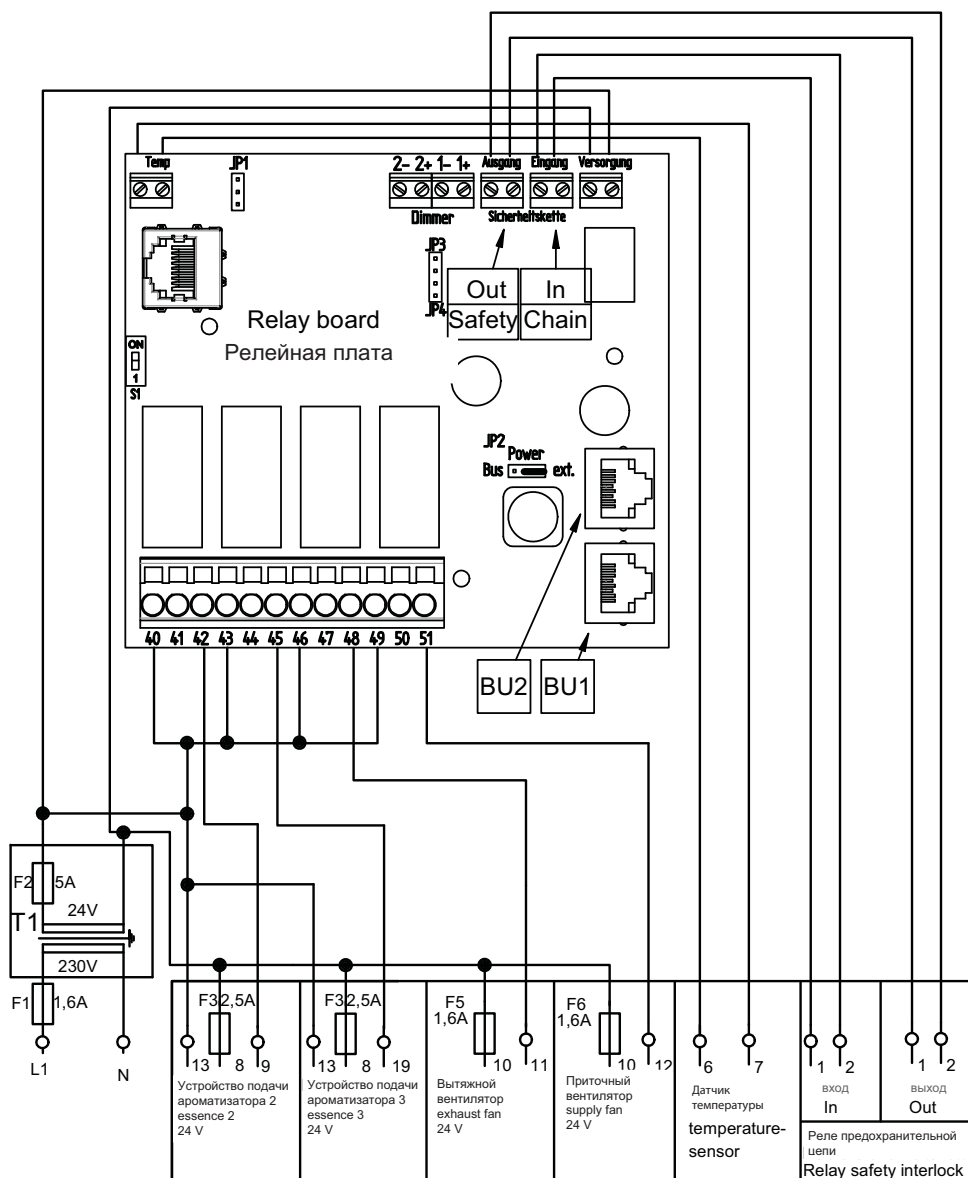 Temp
JP1
2- 2+ 1- 1+
Ausgang
Eingang
Versorgung
Dimmer
Sicherheitskette
JP3
JP4
Out
In
Safety
Chain
Relay board
Релейная плата
ON
1
S1
JP2
Power
Bus
ext.
40 41 42 43 44 45 46 47 48 49 50 51
BU2
BU1
F2
5A
24V
T1
230V
F1
1,6A
L1
N
F3
2,5A
13
8
9
Устройство подачи
ароматизатора 2
essence 2
24 V
F3
2,5A
13
8
19
Устройство подачи
ароматизатора 3
essence 3
24 V
F5
1,6A
10
11
Вытяжной
вентилятор
exhaust fan
24 V
F6
1,6A
10
12
Приточный
вентилятор
supply fan
24 V
6
7
Датчик
температуры
temperature-
sensor
1
2
вход
In
1
2
выход
Out
Реле предохранительной
цепи
Relay safety interlock